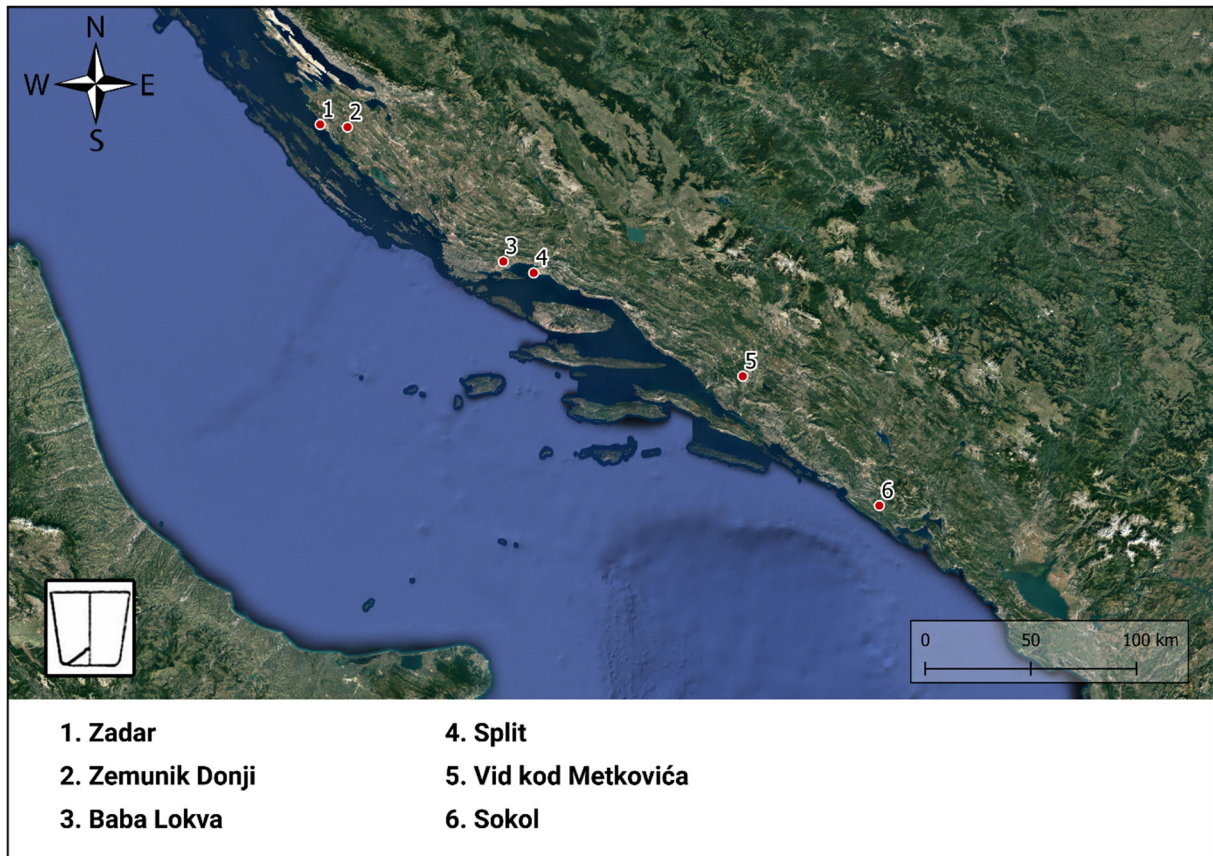 N
W E
S
1
2
3
4
5
6
0 50 100 km
1. Zadar
2. Zemunik Donji
3. Baba Lokva
4. Split
5. Vid kod Metkovića
6. Sokol